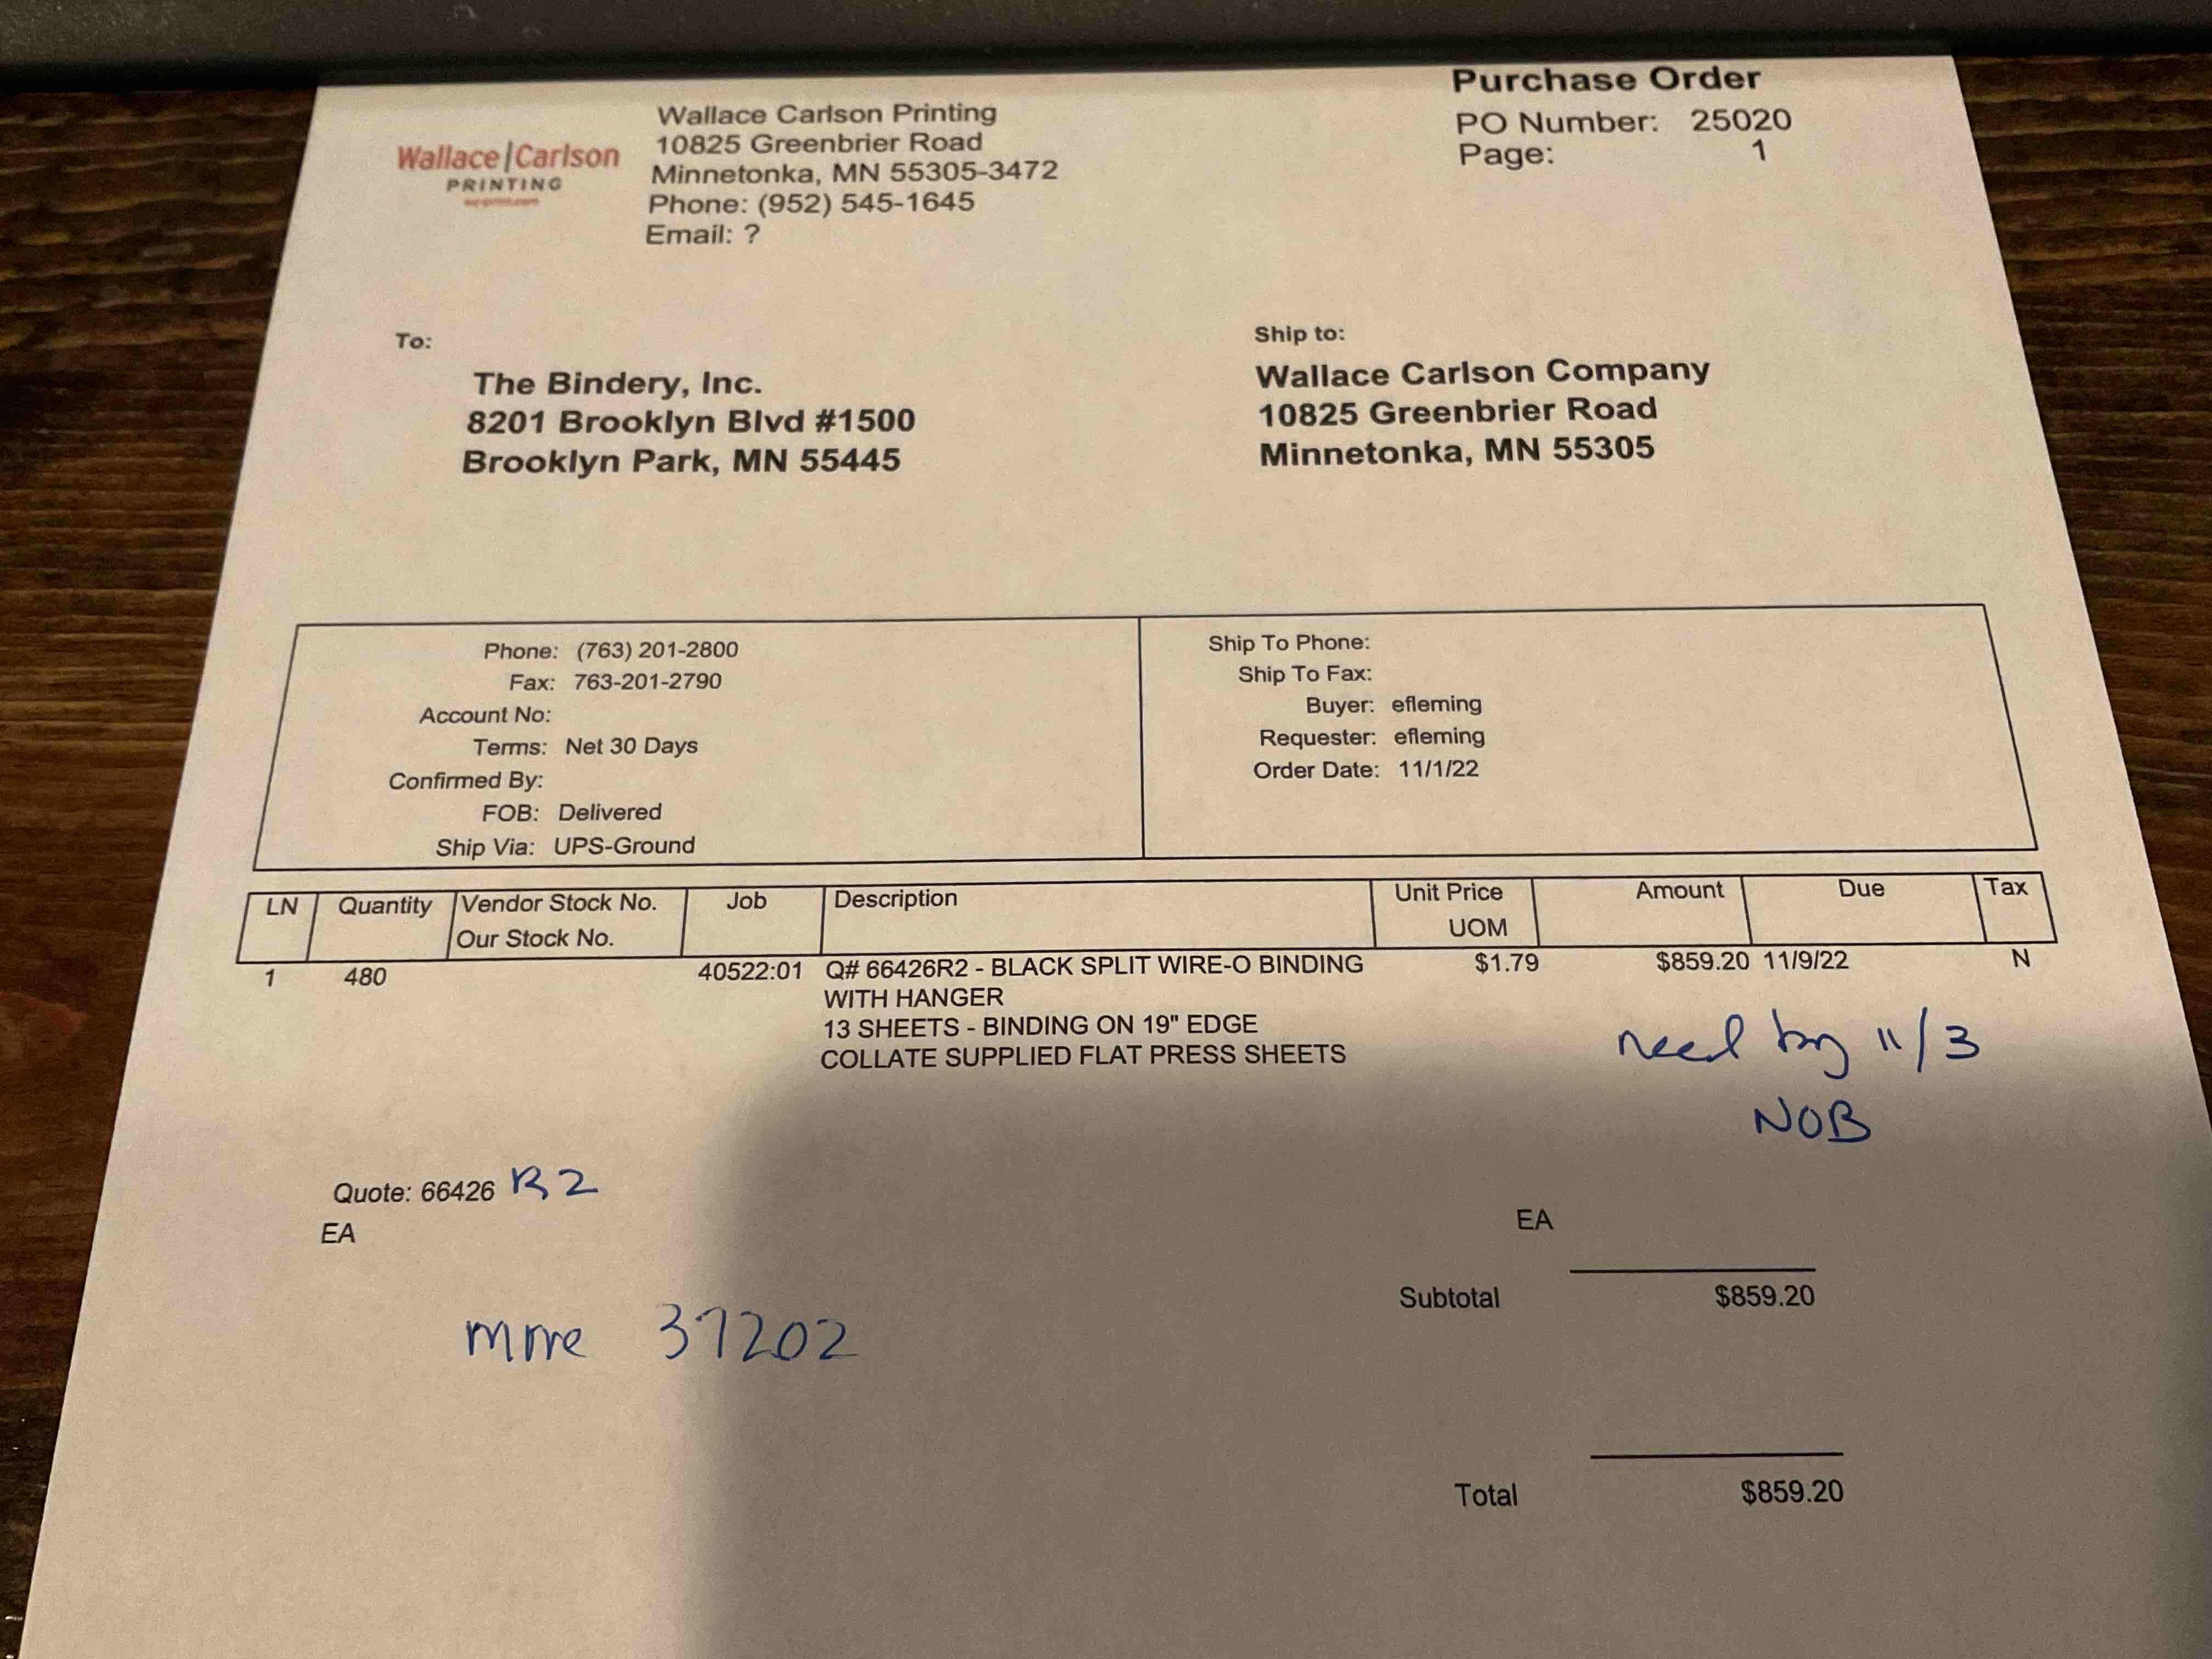 Wallace|Carlson
PRINTING
Wallace Carlson Printing
10825 Greenbrier Road
Minnetonka, MN 55305-3472
Phone: (952) 545-1645
Email: ?
Purchase Order
PO Number: 25020
Page: 1
To:
The Bindery, Inc.
8201 Brooklyn Blvd #1500
Brooklyn Park, MN 55445
Ship to:
Wallace Carlson Company
10825 Greenbrier Road
Minnetonka, MN 55305
Phone: (763) 201-2800
Fax: 763-201-2790
Account No:
Terms: Net 30 Days
Confirmed By:
FOB: Delivered
Ship Via: UPS-Ground
Ship To Phone:
Ship To Fax:
Buyer: efleming
Requester: efleming
Order Date: 11/1/22
LN Quantity Vendor Stock No. Job Description Unit Price Amount Due Tax
Our Stock No. UOM
1 480 40522:01 Q# 66426R2 - BLACK SPLIT WIRE-O BINDING $1.79 $859.20 11/9/22 N
WITH HANGER
13 SHEETS - BINDING ON 19" EDGE
COLLATE SUPPLIED FLAT PRESS SHEETS
need by 11/3
NOB
Quote: 66426 R2
EA EA
Subtotal $859.20
37202
Total $859.20